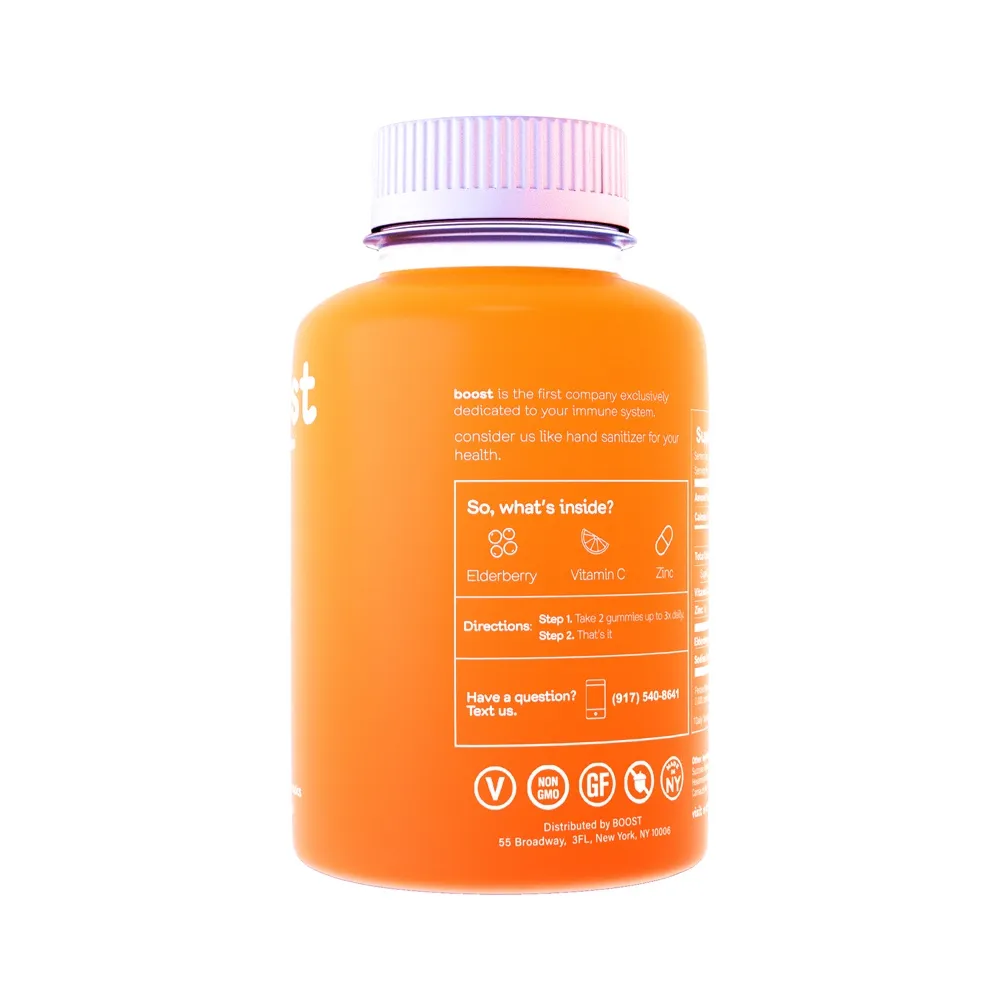 st
boost is the first company exclusively
dedicated to your immune system.
consider us like hand sanitizer for your
health.
So, what's inside?
Elderberry Vitamin C Zinc
Directions: Step 1. Take 2 gummies up to 3x daily.
Step 2. That's it
Have a question?
Text us.
(917) 540-8641
V
NON
GMO
GF
MADE
IN
NY
Distributed by BOOST
55 Broadway, 3FL, New York, NY 10006